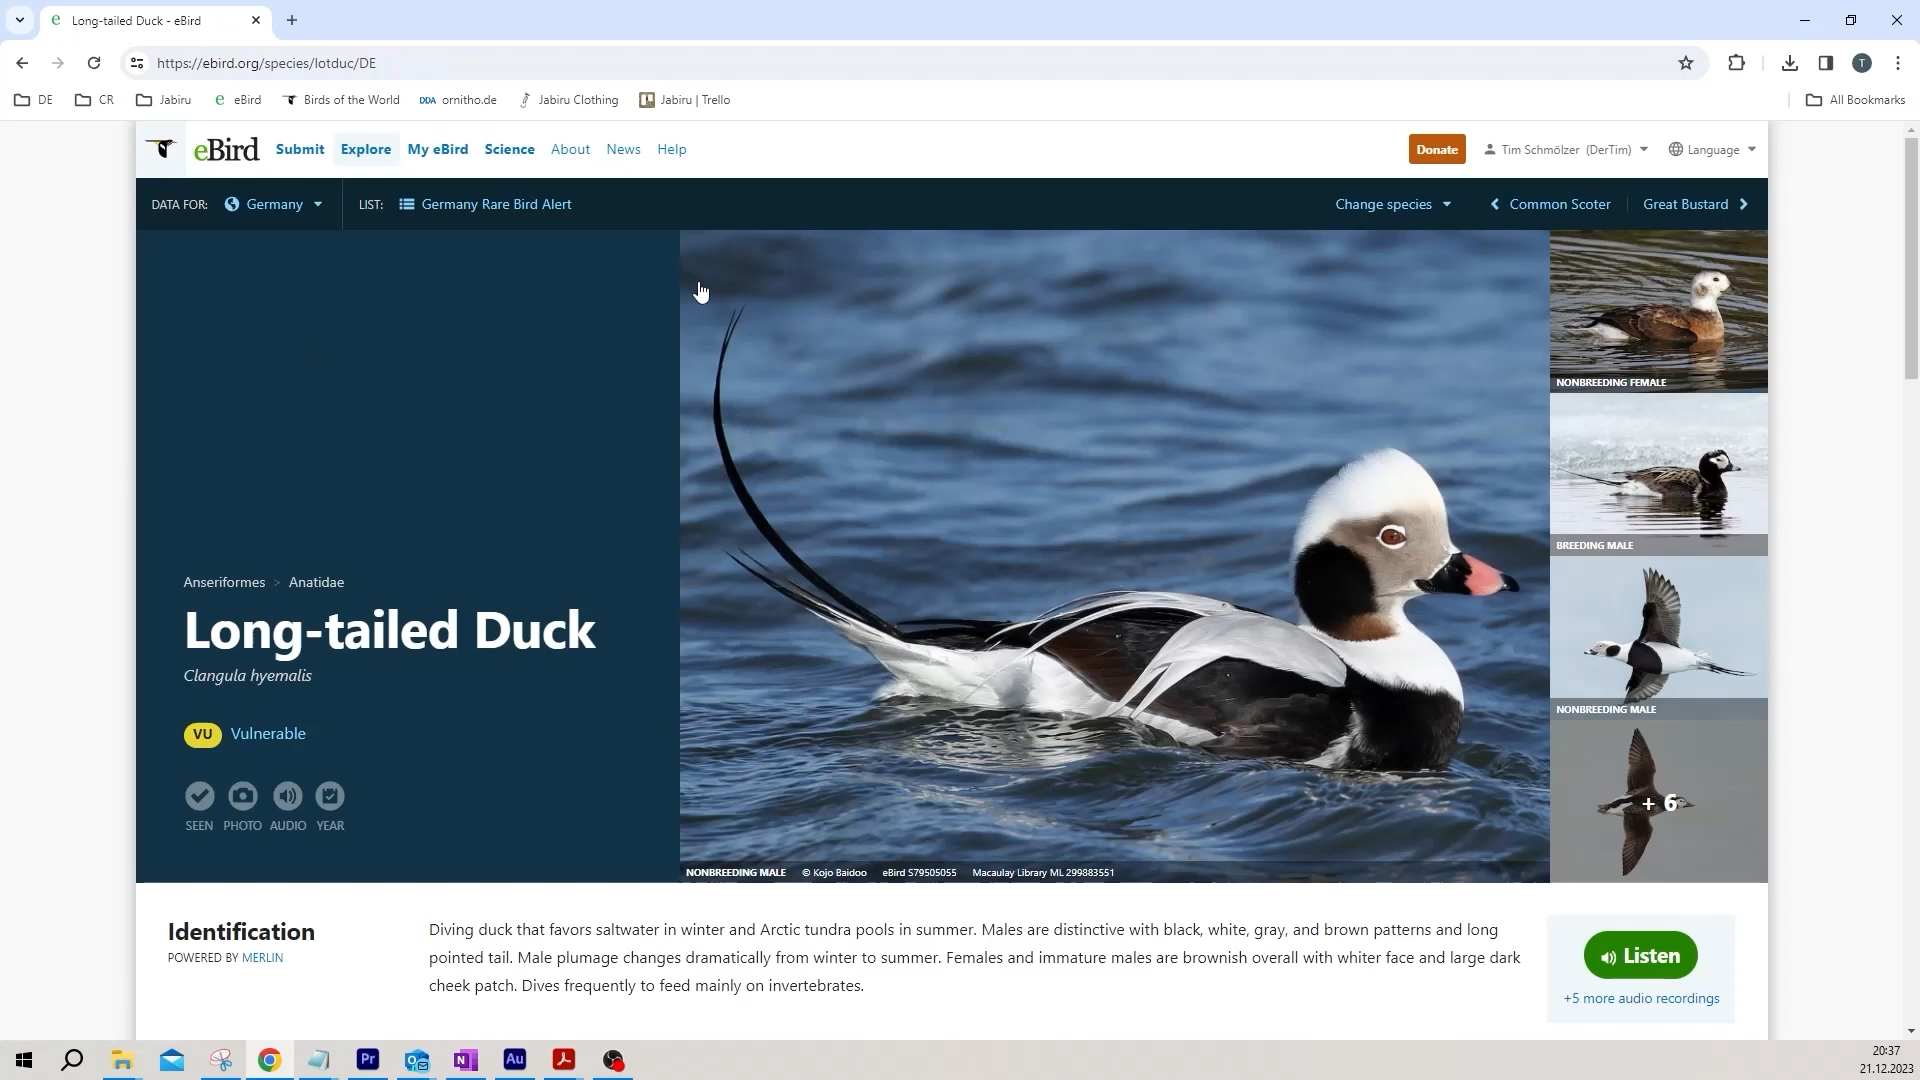 Long-tailed Duck - eBird
https://ebird.org/species/lotduc/DE
T
DE
CR
Jabiru
eBird
Birds of the World
DDA ornitho.de
Jabiru Clothing
Jabiru | Trello
All Bookmarks
eBird
Submit
Explore
My eBird
Science
About
News
Help
Donate
Tim Schmölzer (DerTim)
Language
DATA FOR: Germany
LIST: Germany Rare Bird Alert
Change species
Common Scoter
Great Bustard
Anseriformes > Anatidae
Long-tailed Duck
Clangula hyemalis
VU Vulnerable
SEEN PHOTO AUDIO YEAR
NONBREEDING MALE © Kojo Baidoo eBird S79505055 Macaulay Library ML 299883551
NONBREEDING FEMALE
BREEDING MALE
NONBREEDING MALE
+ 6
Identification
POWERED BY MERLIN
Diving duck that favors saltwater in winter and Arctic tundra pools in summer. Males are distinctive with black, white, gray, and brown patterns and long
pointed tail. Male plumage changes dramatically from winter to summer. Females and immature males are brownish overall with whiter face and large dark
cheek patch. Dives frequently to feed mainly on invertebrates.
Listen
+5 more audio recordings
Pr
N
Au
20:37
21.12.2023